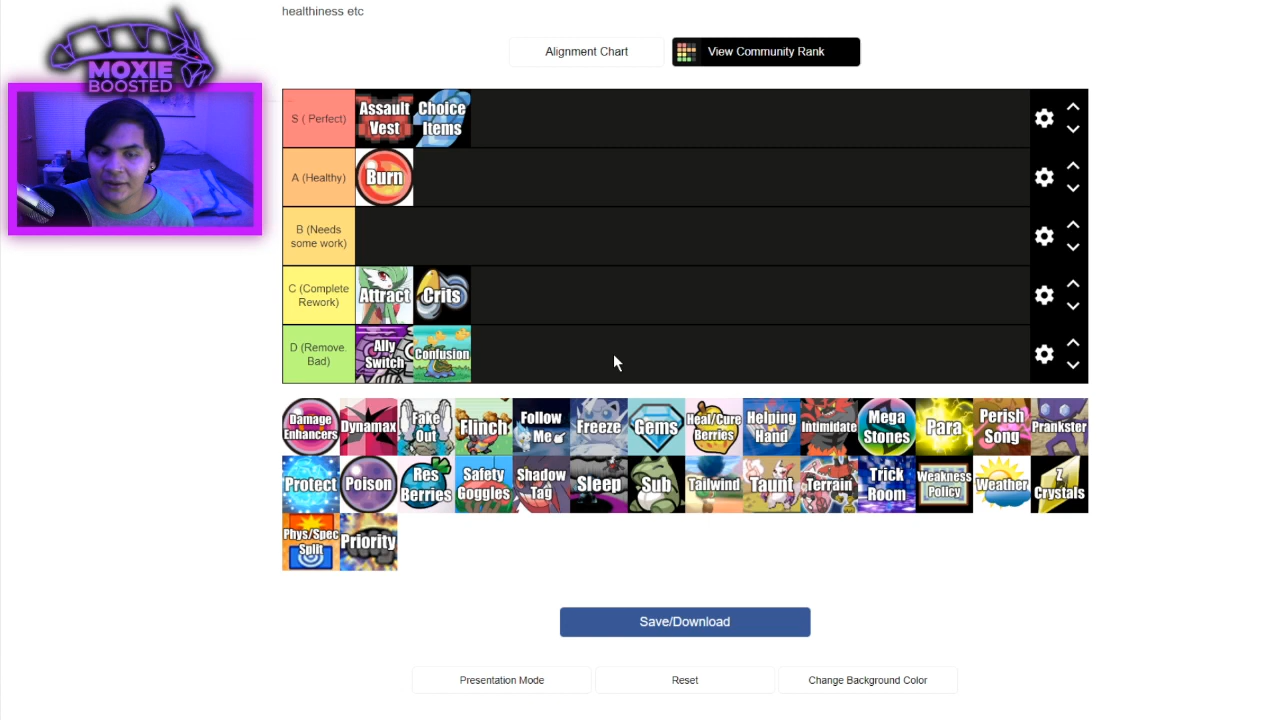 healthiness etc
MOXIE
BOOSTED
Alignment Chart
View Community Rank
S ( Perfect)
Assault
Vest
Choice
Items
A (Healthy)
Burn
B (Needs
some work)
C (Complete
Rework)
Attract
Crits
D (Remove.
Bad)
Ally
Switch
Confusion
Damage
Enhancers
Dynamax
Fake
Out
Flinch
Follow
Me
Freeze
Gems
Heal/Cure
Berries
Helping
Hand
Intimidate
Mega
Stones
Para
Perish
Song
Prankster
Protect
Poison
Res
Berries
Safety
Goggles
Shadow
Tag
Sleep
Sub
Tailwind
Taunt
Terrain
Trick
Room
Weakness
Policy
Weather
Z
Crystals
Phys/Spec
Split
Priority
Save/Download
Presentation Mode
Reset
Change Background Color